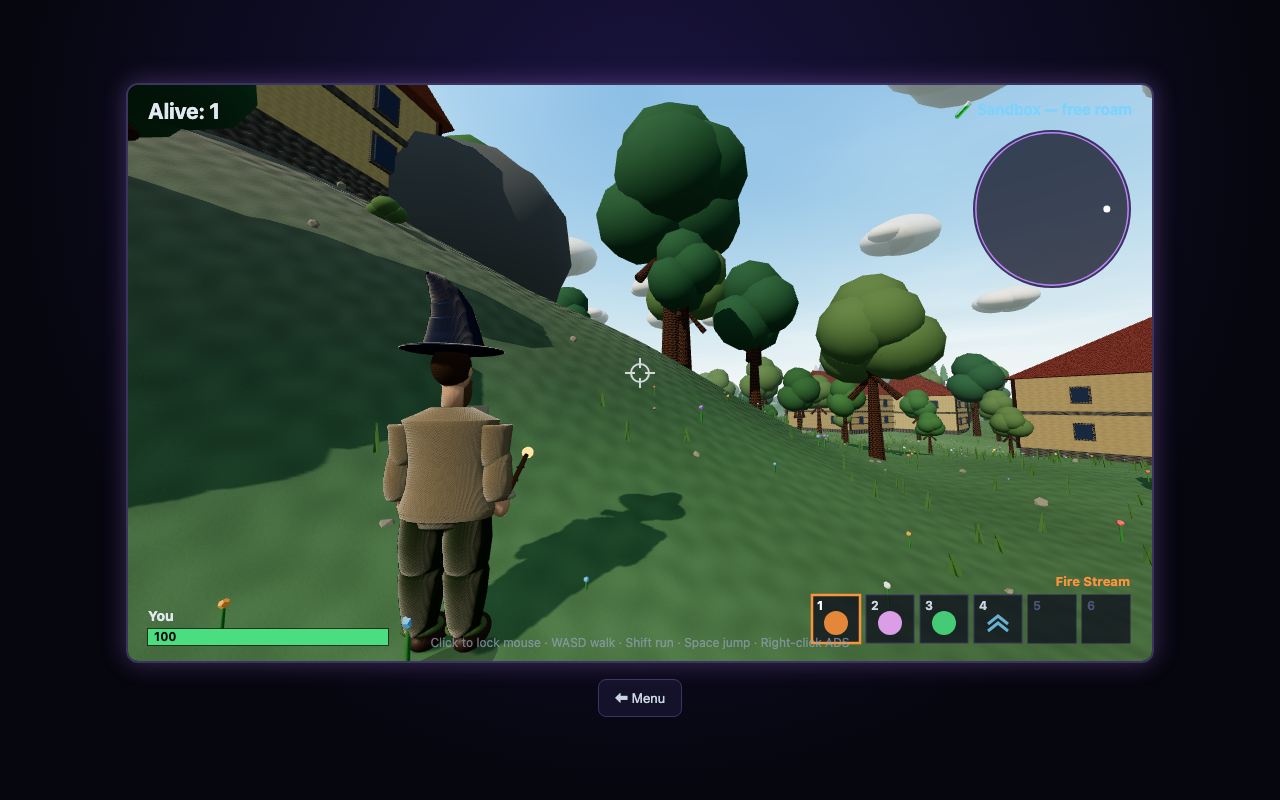 Alive: 1
Sandbox — free roam
Fire Stream
You
100
1 2 3 4 5 6
Click to lock mouse · WASD walk · Shift run · Space jump · Right-click ADS
Menu